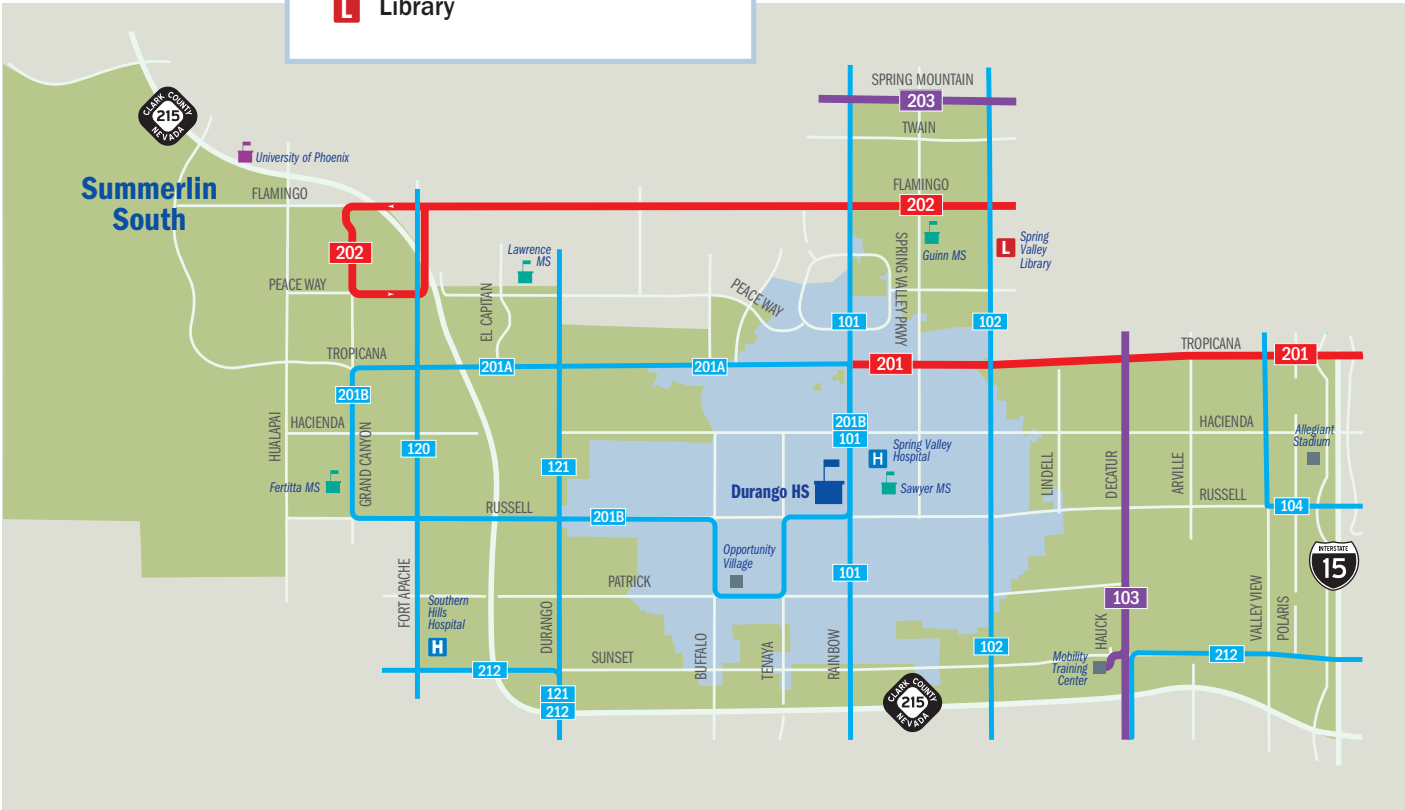 L Library
SPRING MOUNTAIN
203
TWAIN
CLARK COUNTY
215
NEVADA
University of Phoenix
Summerlin
South
FLAMINGO
FLAMINGO
202
202
Lawrence
MS
Guinn MS
L
Spring
Valley
Library
SPRING VALLEY PKWY
PEACE WAY
PEACE WAY
EL CAPITAN
101
102
TROPICANA
TROPICANA
201A
201A
201
201
201B
HUALAPAI
HACIENDA
GRAND CANYON
120
121
201B
101
HACIENDA
Allegiant
Stadium
H
Spring Valley
Hospital
Durango HS
Sawyer MS
Fertitta MS
LINDELL
DECATUR
ARVILLE
RUSSELL
RUSSELL
201B
104
Opportunity
Village
101
INTERSTATE
15
PATRICK
FORT APACHE
Southern
Hills
Hospital
H
DURANGO
103
HAUCK
VALLEY VIEW
POLARIS
SUNSET
BUFFALO
TENAYA
RAINBOW
102
Mobility
Training
Center
212
212
121
212
CLARK COUNTY
215
NEVADA